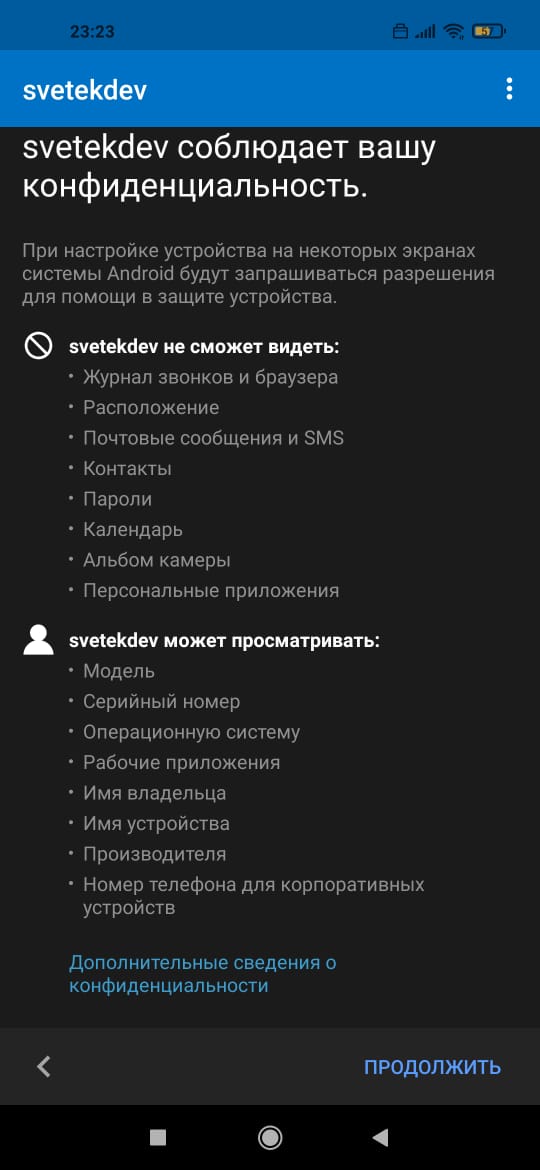 23:23
57
svetekdev
svetekdev соблюдает вашу
конфиденциальность.
При настройке устройства на некоторых экранах
системы Android будут запрашиваться разрешения
для помощи в защите устройства.
svetekdev не сможет видеть:
• Журнал звонков и браузера
• Расположение
• Почтовые сообщения и SMS
• Контакты
• Пароли
• Календарь
• Альбом камеры
• Персональные приложения
svetekdev может просматривать:
• Модель
• Серийный номер
• Операционную систему
• Рабочие приложения
• Имя владельца
• Имя устройства
• Производителя
• Номер телефона для корпоративных
устройств
Дополнительные сведения о
конфиденциальности
ПРОДОЛЖИТЬ